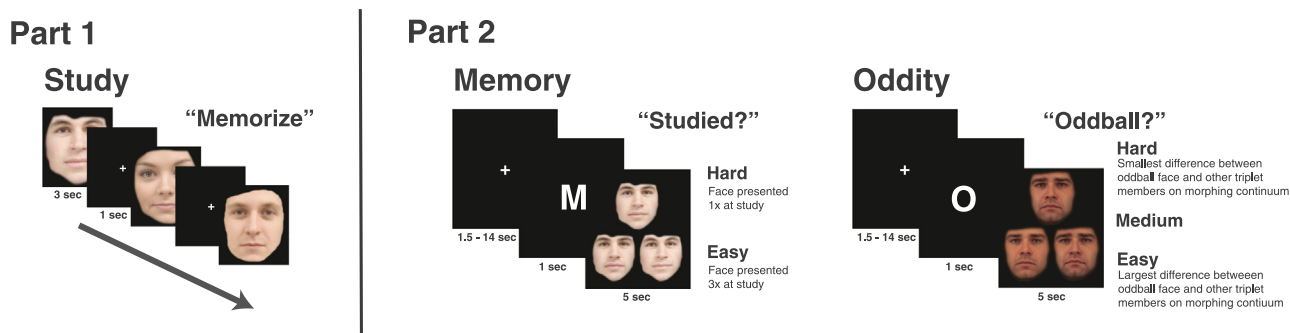 Part 1
Study
“Memorize”
+
+
3 sec
1 sec
Part 2
Memory
“Studied?”
+
M
Hard
Face presented
1x at study
Easy
Face presented
3x at study
1.5 - 14 sec
1 sec
5 sec
Oddity
“Oddball?”
+
O
Hard
Smallest difference between
oddball face and other triplet
members on morphing continuum
Medium
Easy
Largest difference betweeen
oddball face and other triplet
members on morphing contiuum
1.5 - 14 sec
1 sec
5 sec